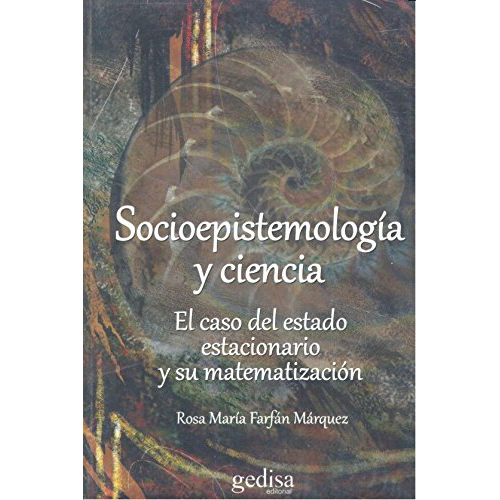 Socioepistemología
y ciencia
El caso del estado
estacionario
y su matematización
Rosa María Farfán Márquez
gedisa
editorial